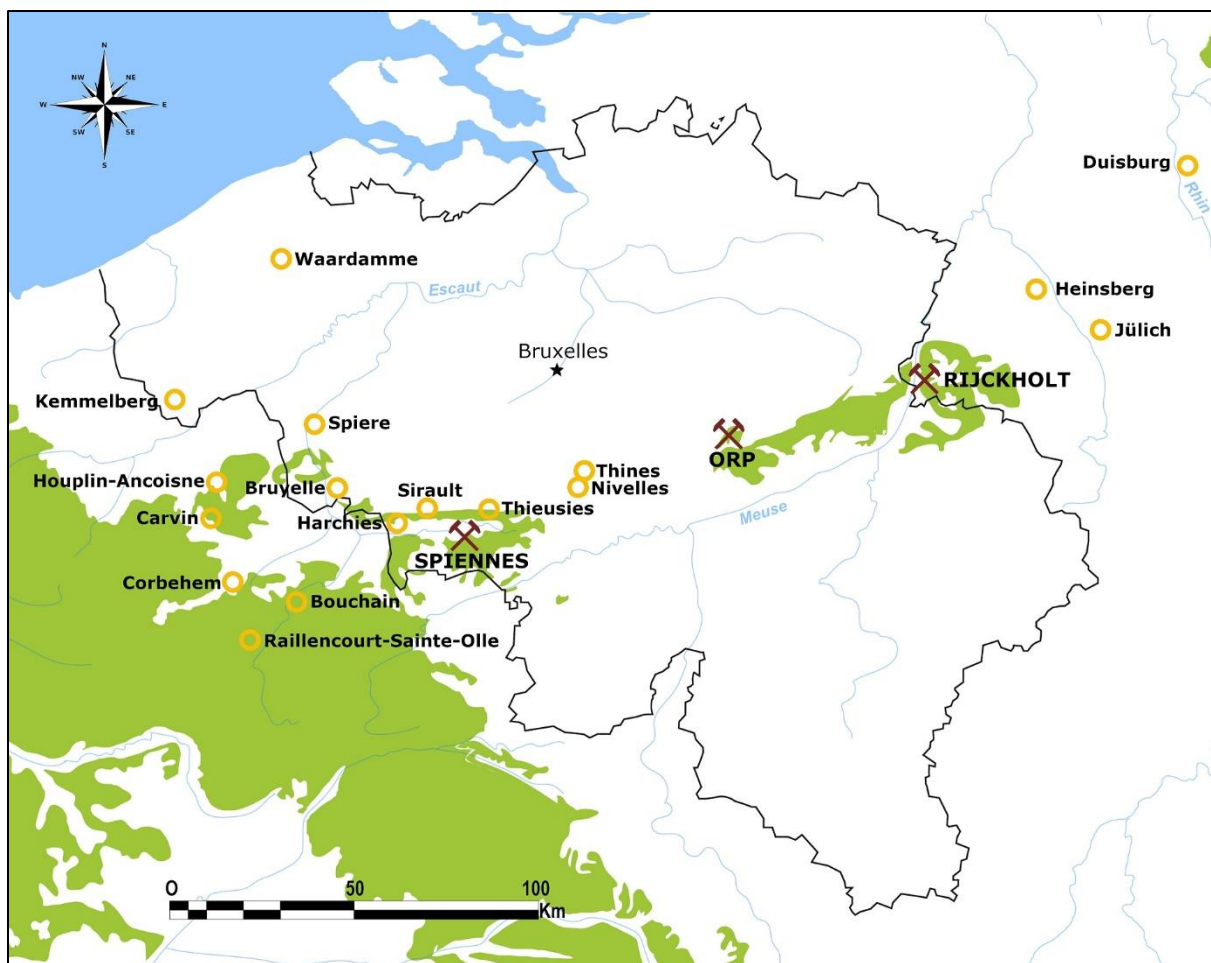 N
NW
NE
W
E
SW
SE
S
Duisburg
Rhin
Waardamme
Escaut
Heinsberg
Jülich
Bruxelles
RIJCKHOLT
Kemmelberg
Spiere
ORP
Thines
Houplin-Ancoisne
Bruyelle
Sirault
Nivelles
Meuse
Carvin
Harchies
Thieusies
SPIENNES
Corbehem
Bouchain
Raillencourt-Sainte-Olle
0
50
100
Km